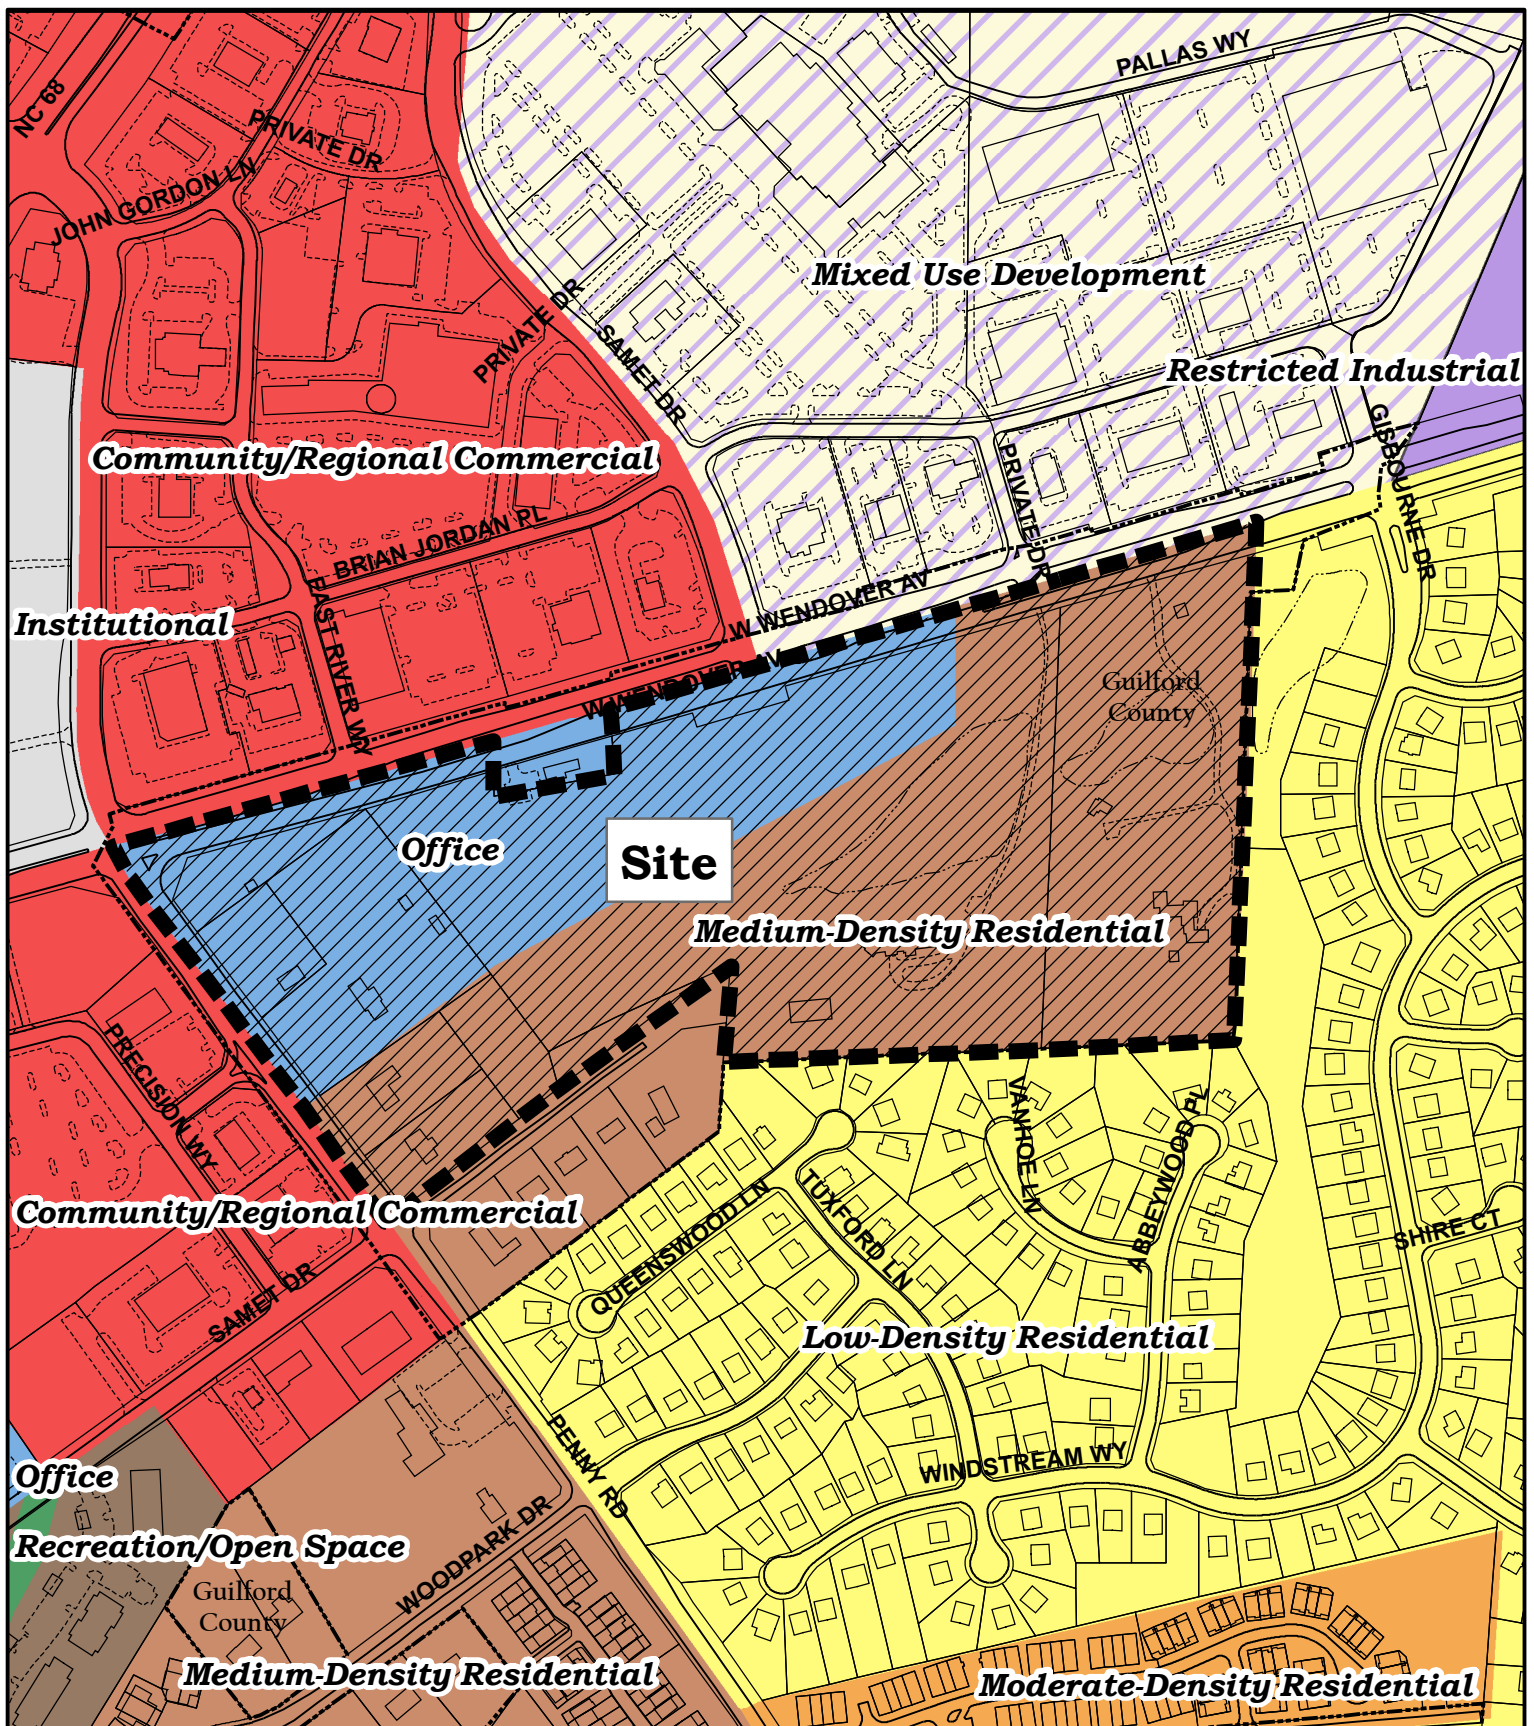 PALLAS WY
NC 68
PRIVATE DR
JOHN GORDON LN
Mixed Use Development
PRIVATE DR
SAMET DR
Restricted Industrial
GISBOURNE DR
Community/Regional Commercial
PRIVATE DR
BRIAN JORDAN PL
EAST RIVER WY
Institutional
W WENDOVER AV
W WENDOVER AV
Guilford
County
Office
Site
Medium-Density Residential
PRECISION WY
VANHOE LN
ABBEYWOOD PL
Community/Regional Commercial
QUEENSWOOD LN
TUXFORD LN
SHIRE CT
SAMET DR
Low-Density Residential
PENNY RD
WINDSTREAM WY
Office
WOODPARK DR
Recreation/Open Space
Guilford
County
Medium-Density Residential
Moderate-Density Residential